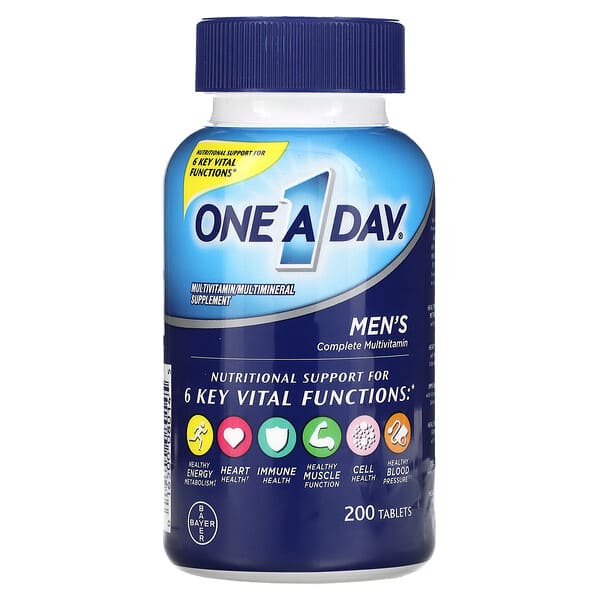 NUTRITIONAL SUPPORT FOR
6 KEY VITAL
FUNCTIONS*
ONE A DAY®
1
MULTIVITAMIN/MULTIMINERAL
SUPPLEMENT
MEN'S
Complete Multivitamin
NUTRITIONAL SUPPORT FOR
6 KEY VITAL FUNCTIONS:*
HEALTHY
ENERGY
METABOLISM†
HEART
HEALTH†
IMMUNE
HEALTH
HEALTHY
MUSCLE
FUNCTION
CELL
HEALTH
HEALTHY
BLOOD
PRESSURE
BAYER
BAYER
200 TABLETS